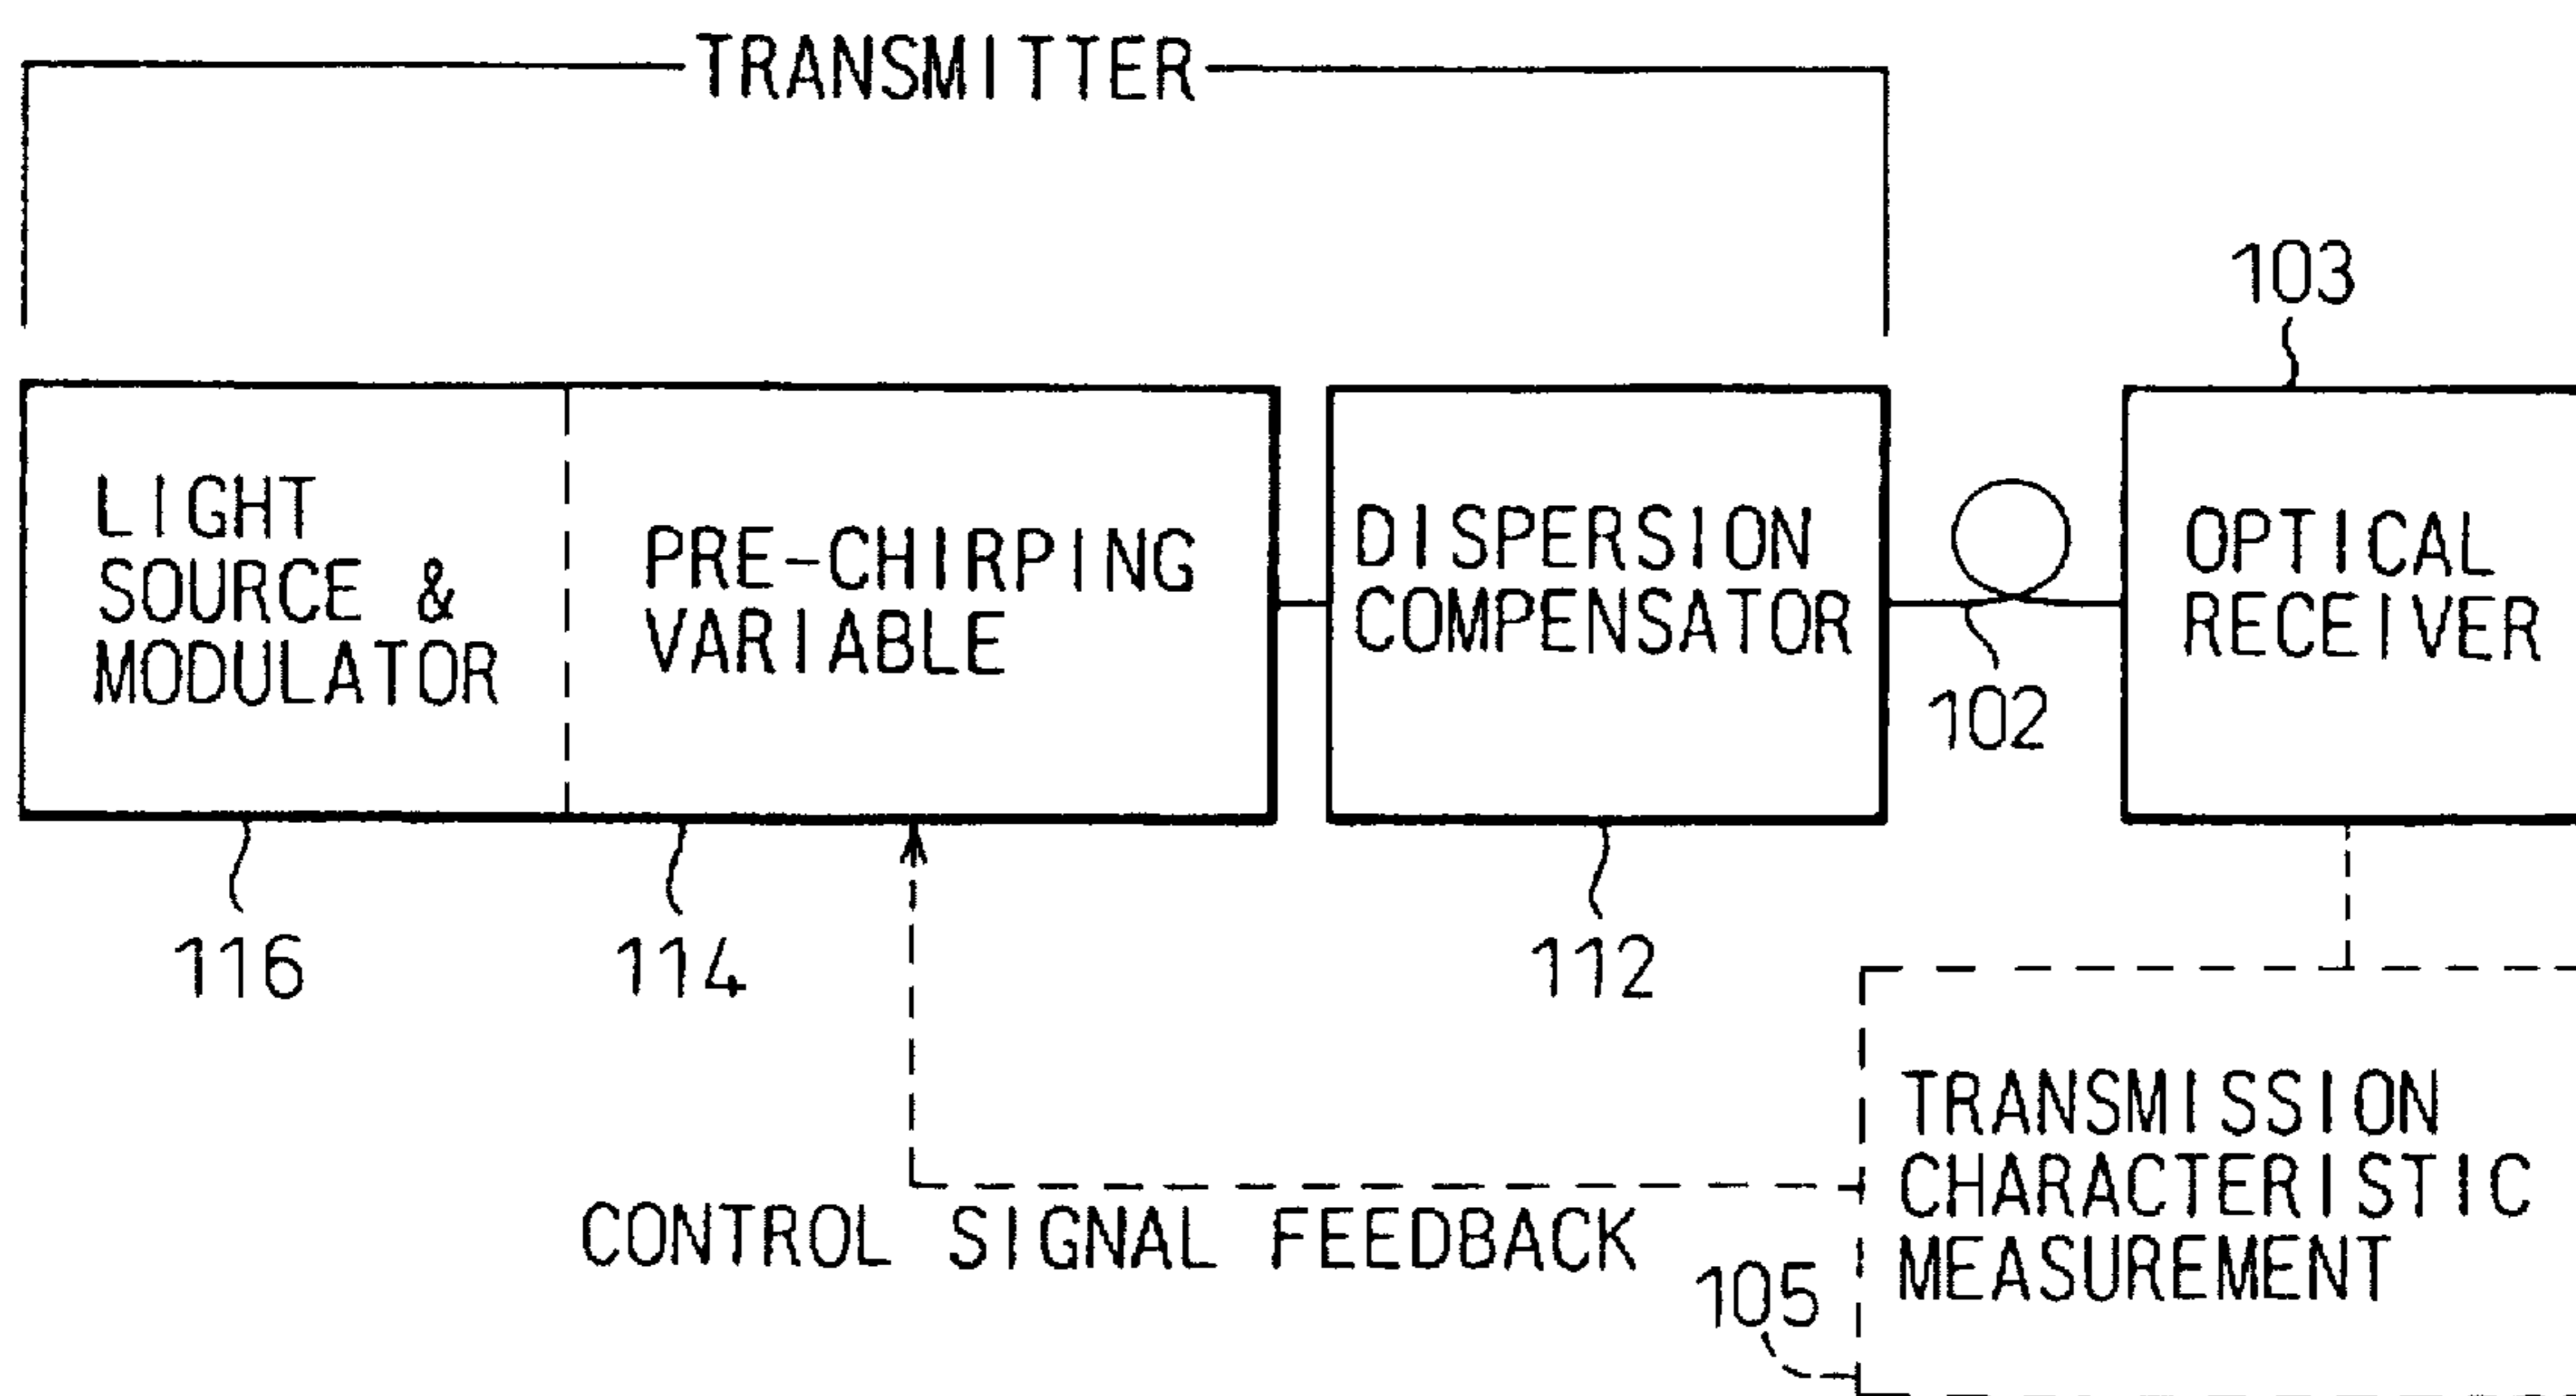 TRANSMITTER
103
LIGHT
SOURCE &
MODULATOR
PRE-CHIRPING
VARIABLE
DISPERSION
COMPENSATOR
OPTICAL
RECEIVER
102
116
114
112
TRANSMISSION
CHARACTERISTIC
MEASUREMENT
CONTROL SIGNAL FEEDBACK
105